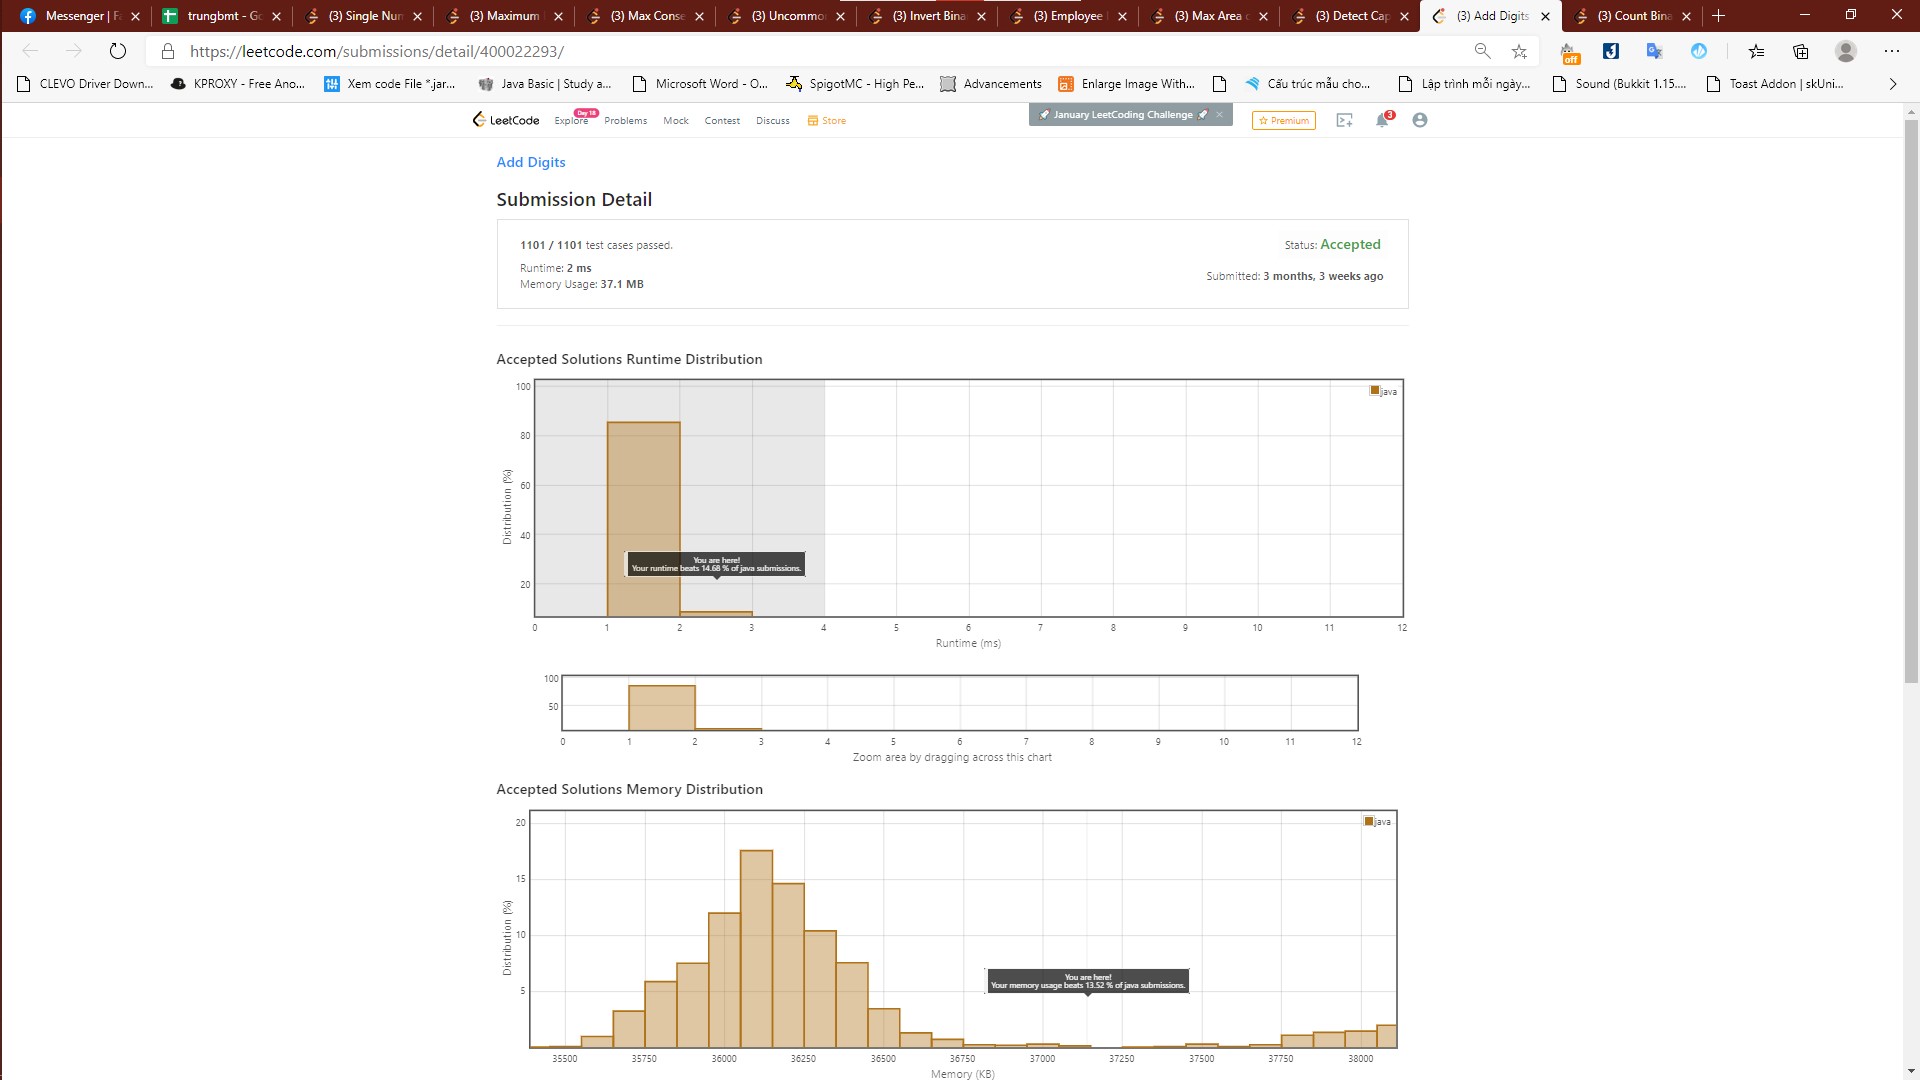 Messenger | Fa
trungbmt - Go
(3) Single Num
(3) Maximum
(3) Max Conse
(3) Uncommon
(3) Invert Bina
(3) Employee
(3) Max Area o
(3) Detect Cap
(3) Add Digits
(3) Count Bina
https://leetcode.com/submissions/detail/400022293/
off
CLEVO Driver Down...
KPROXY - Free Ano...
Xem code File *.jar...
Java Basic | Study a...
Microsoft Word - O...
SpigotMC - High Pe...
Advancements
Enlarge Image With...
Cấu trúc mẫu cho...
Lập trình mỗi ngày...
Sound (Bukkit 1.15....
Toast Addon | skUni...
LeetCode
Explore
Day 18
Problems
Mock
Contest
Discuss
Store
January LeetCoding Challenge
Premium
3
Add Digits
Submission Detail
1101 / 1101 test cases passed.
Status: Accepted
Runtime: 2 ms
Memory Usage: 37.1 MB
Submitted: 3 months, 3 weeks ago
Accepted Solutions Runtime Distribution
100
80
60
40
20
Distribution (%)
java
You are here!
Your runtime beats 14.68 % of java submissions.
0 1 2 3 4 5 6 7 8 9 10 11 12
Runtime (ms)
100
50
0 1 2 3 4 5 6 7 8 9 10 11 12
Zoom area by dragging across this chart
Accepted Solutions Memory Distribution
20
15
10
5
Distribution (%)
java
You are here!
Your memory usage beats 13.52 % of java submissions.
35500 35750 36000 36250 36500 36750 37000 37250 37500 37750 38000
Memory (KB)